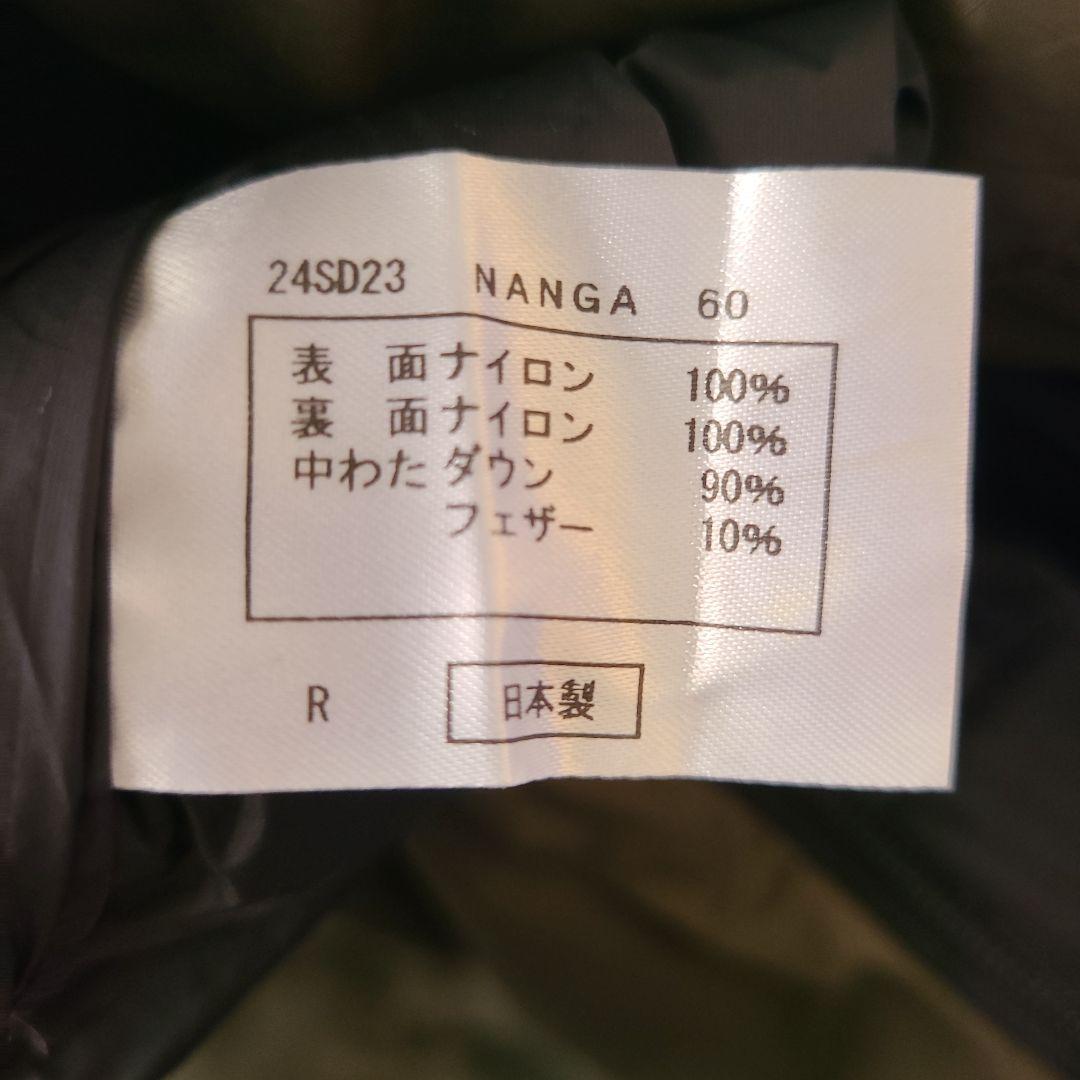 24SD23 NANGA 60
表 面 ナイロン 100%
裏 面 ナイロン 100%
中わた ダウン 90%
フェザー 10%
R 日本製